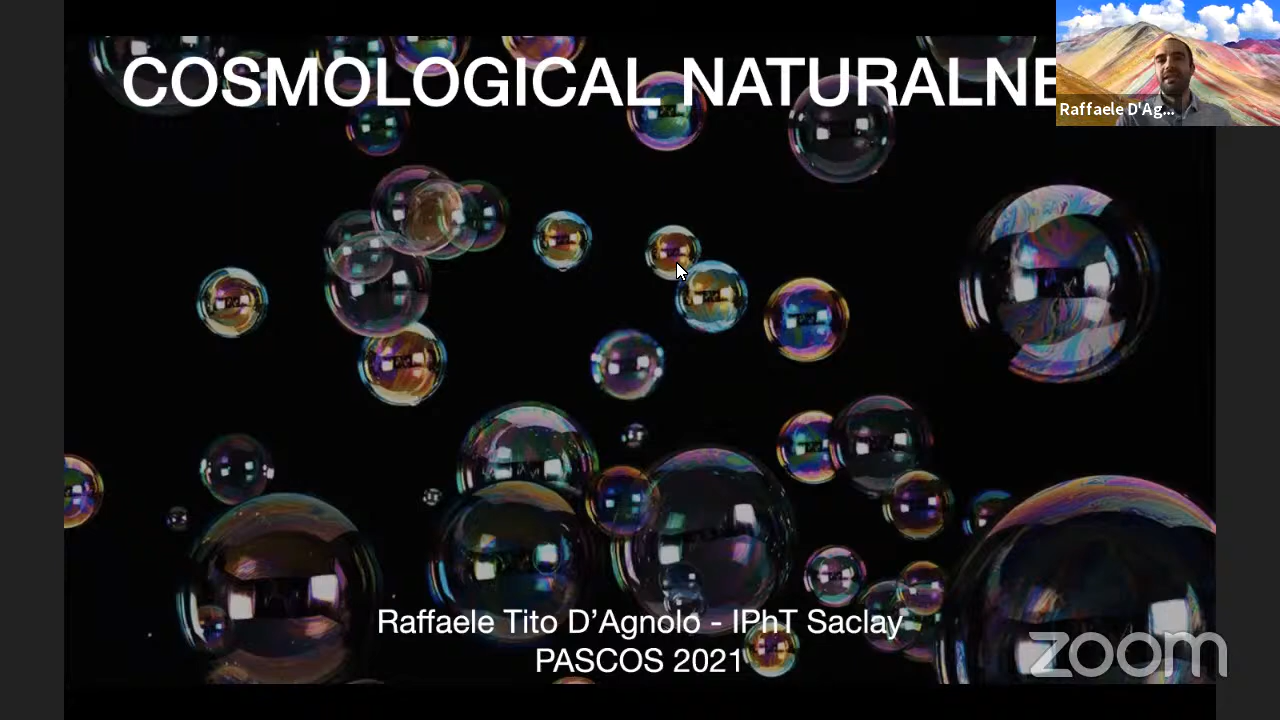 COSMOLOGICAL NATURALNE
Raffaele D'Ag...
Raffaele Tito D’Agnolo - IPhT Saclay
PASCOS 2021
zoom